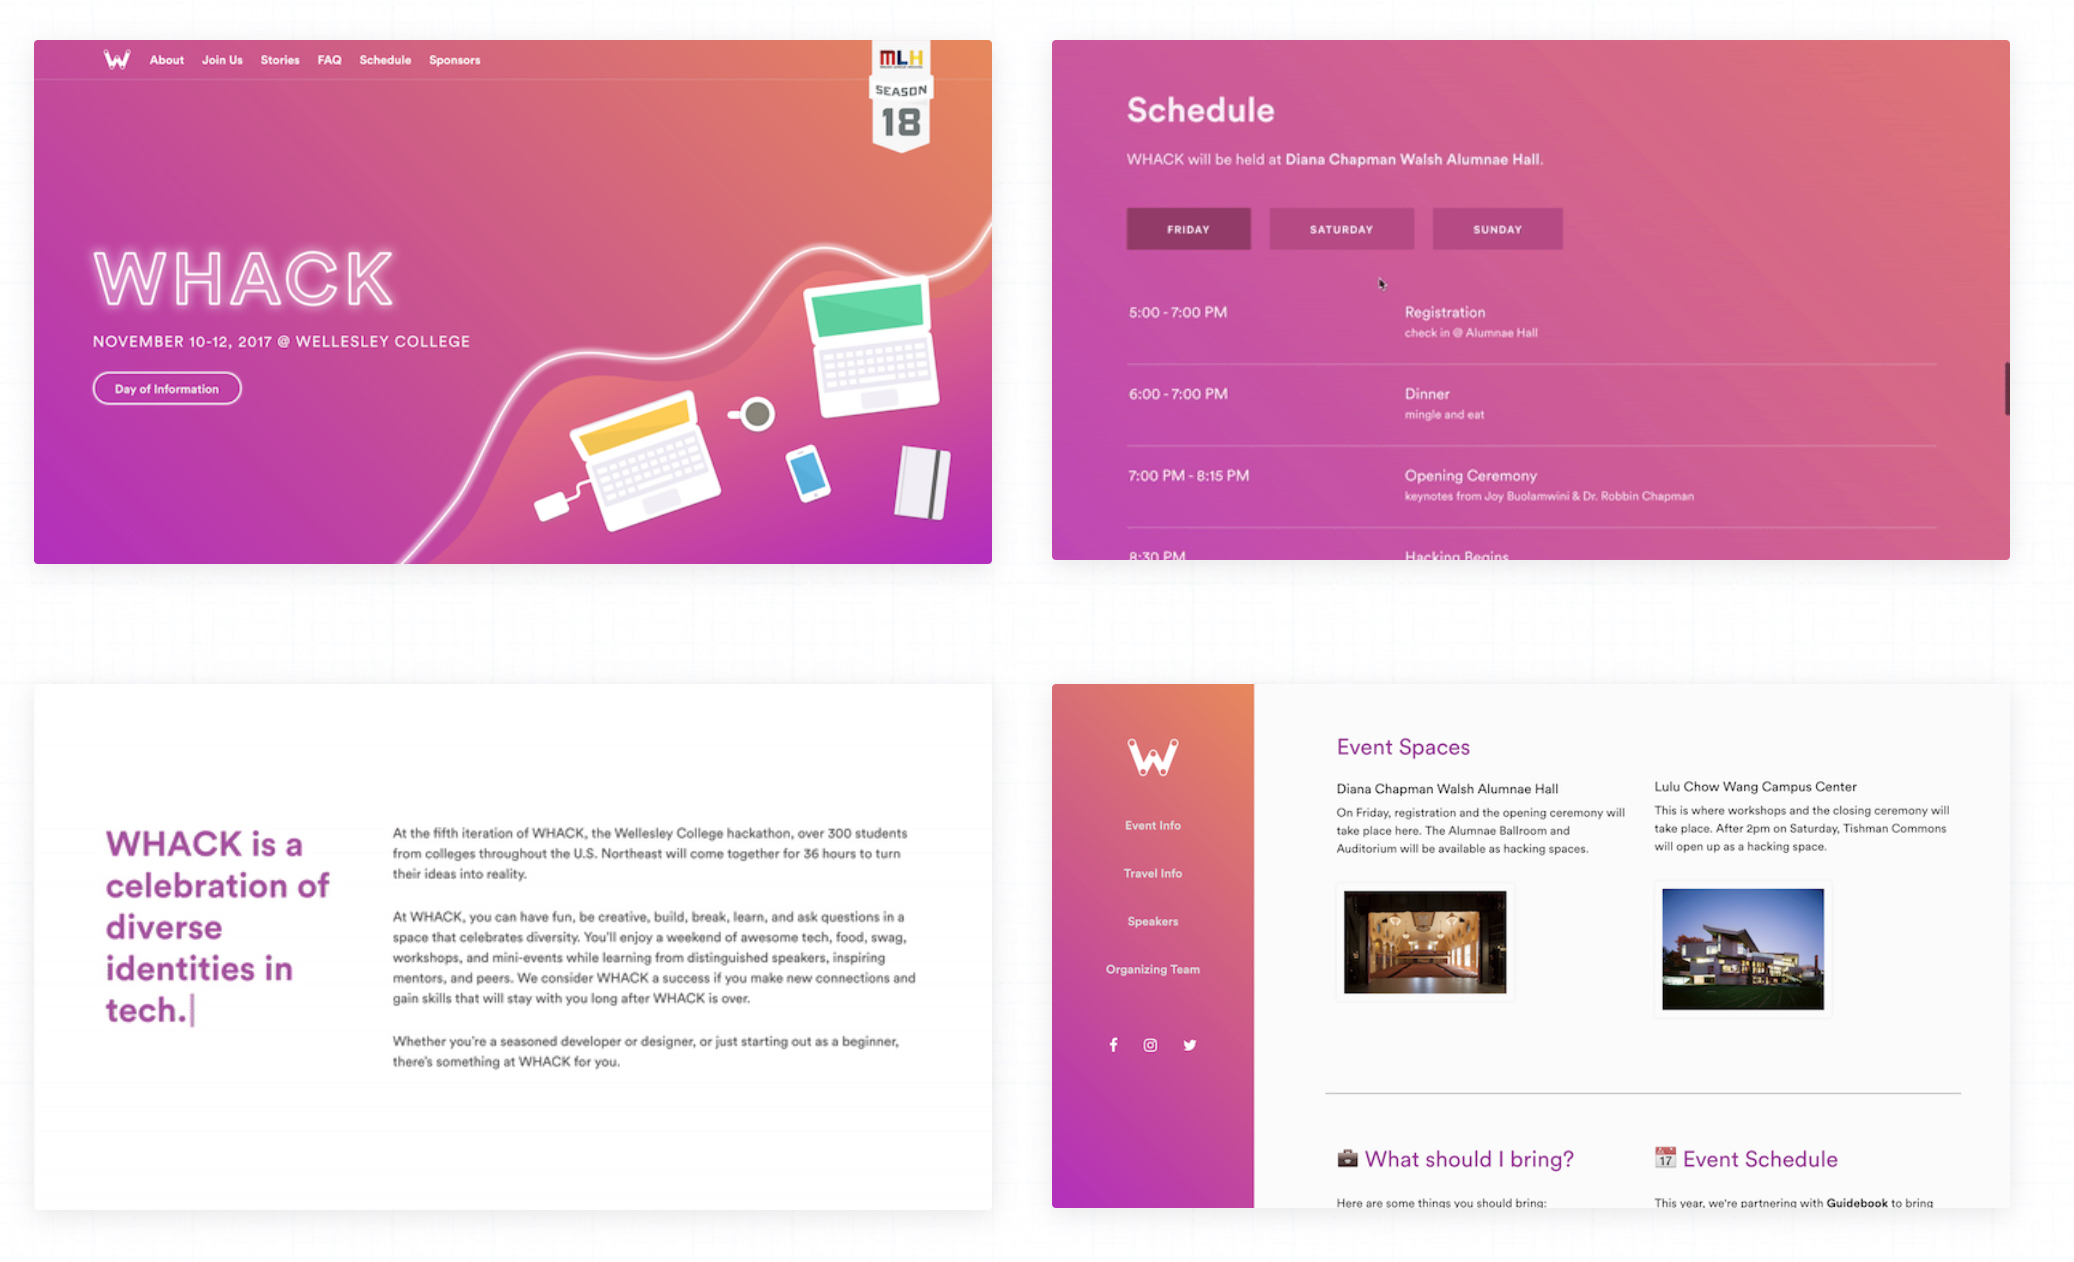 About Join Us Stories FAQ Schedule Sponsors
MLH
SEASON
18
WHACK
NOVEMBER 10-12, 2017 @ WELLESLEY COLLEGE
Day of Information
Schedule
WHACK will be held at Diana Chapman Walsh Alumnae Hall.
FRIDAY SATURDAY SUNDAY
5:00 - 7:00 PM Registration
check in @ Alumnae Hall
6:00 - 7:00 PM Dinner
mingle and eat
7:00 PM - 8:15 PM Opening Ceremony
keynotes from Joy Buolamwini & Dr. Robbin Chapman
8:30 PM Hacking Begins
WHACK is a
celebration of
diverse
identities in
tech.
At the fifth iteration of WHACK, the Wellesley College hackathon, over 300 students
from colleges throughout the U.S. Northeast will come together for 36 hours to turn
their ideas into reality.
At WHACK, you can have fun, be creative, build, break, learn, and ask questions in a
space that celebrates diversity. You'll enjoy a weekend of awesome tech, food, swag,
workshops, and mini-events while learning from distinguished speakers, inspiring
mentors, and peers. We consider WHACK a success if you make new connections and
gain skills that will stay with you long after WHACK is over.
Whether you're a seasoned developer or designer, or just starting out as a beginner,
there's something at WHACK for you.
W
Event Info
Travel Info
Speakers
Organizing Team
Event Spaces
Diana Chapman Walsh Alumnae Hall
On Friday, registration and the opening ceremony will
take place here. The Alumnae Ballroom and
Auditorium will be available as hacking spaces.
Lulu Chow Wang Campus Center
This is where workshops and the closing ceremony will
take place. After 2pm on Saturday, Tishman Commons
will open up as a hacking space.
What should I bring?
Here are some things you should bring:
17 Event Schedule
This year, we're partnering with Guidebook to bring